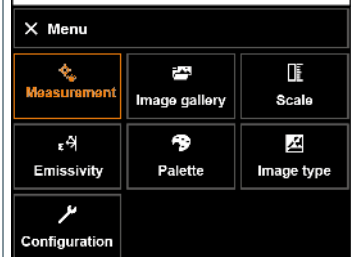 Menu
Measurement
Image gallery
Scale
Emissivity
Palette
Image type
Configuration